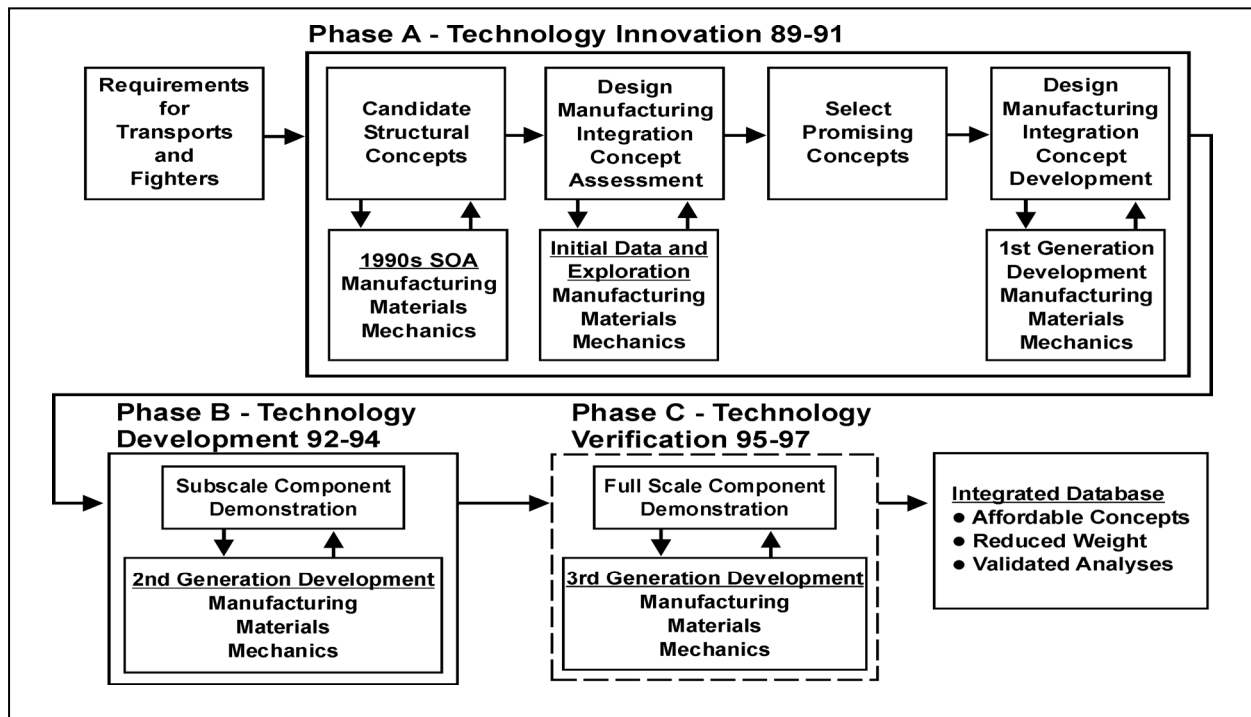 Phase A - Technology Innovation 89-91
Requirements
for
Transports
and
Fighters
Candidate
Structural
Concepts
Design
Manufacturing
Integration
Concept
Assessment
Select
Promising
Concepts
Design
Manufacturing
Integration
Concept
Development
1990s SOA
Manufacturing
Materials
Mechanics
Initial Data and
Exploration
Manufacturing
Materials
Mechanics
1st Generation
Development
Manufacturing
Materials
Mechanics
Phase B - Technology
Development 92-94
Subscale Component
Demonstration
2nd Generation Development
Manufacturing
Materials
Mechanics
Phase C - Technology
Verification 95-97
Full Scale Component
Demonstration
3rd Generation Development
Manufacturing
Materials
Mechanics
Integrated Database
● Affordable Concepts
● Reduced Weight
● Validated Analyses